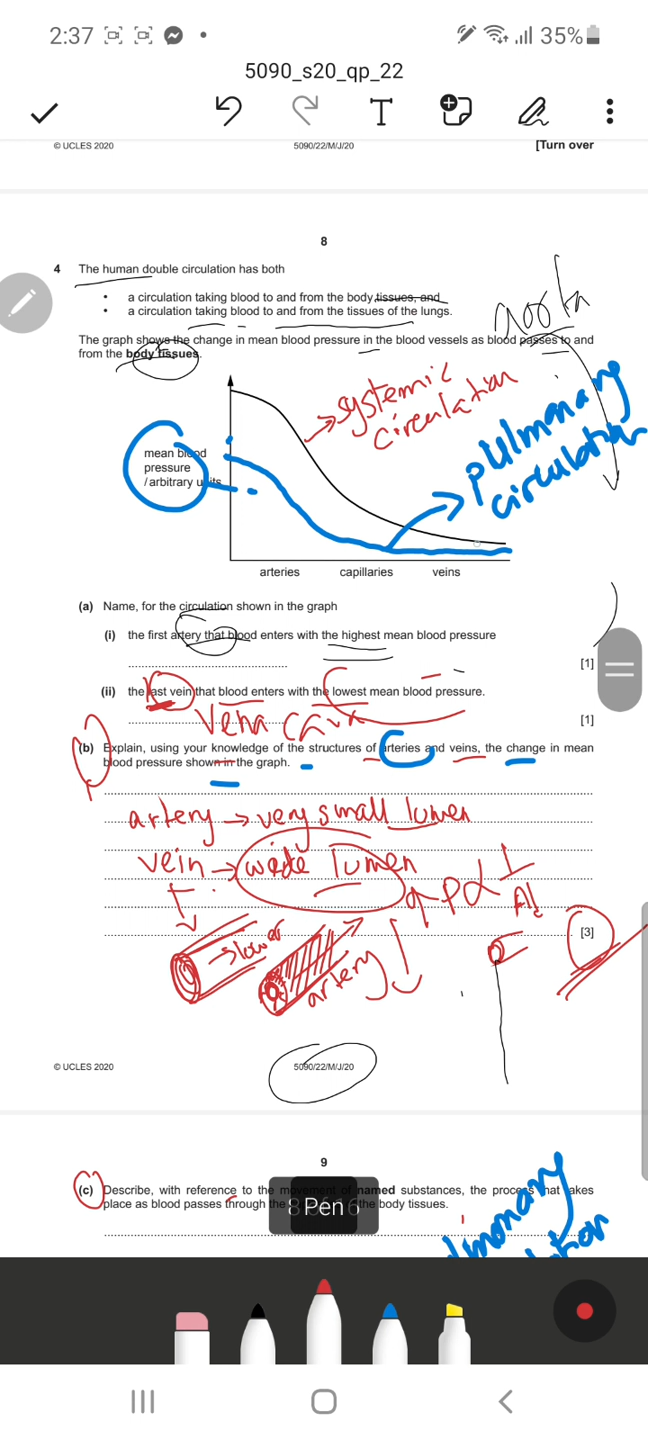 2:37
35%
5090_s20_qp_22
T
© UCLES 2020 5090/22/M/J/20 [Turn over
8
4 The human double circulation has both
• a circulation taking blood to and from the body tissues, and
• a circulation taking blood to and from the tissues of the lungs.
aorta
The graph shows the change in mean blood pressure in the blood vessels as blood passes to and
from the body tissues.
systemic
circulation
pulmonary
circulation
mean blood
pressure
/ arbitrary units
arteries capillaries veins
(a) Name, for the circulation shown in the graph
(i) the first artery that blood enters with the highest mean blood pressure
[1]
(ii) the last vein that blood enters with the lowest mean blood pressure.
vena cava
[1]
(b) Explain, using your knowledge of the structures of arteries and veins, the change in mean
blood pressure shown in the graph.
artery → very small lumen
vein → wide lumen
P α 1
A
[3]
→ slower
artery
© UCLES 2020 5090/22/M/J/20
9
(c) Describe, with reference to the movement of named substances, the process that takes
place as blood passes through the the body tissues.
Pen 6